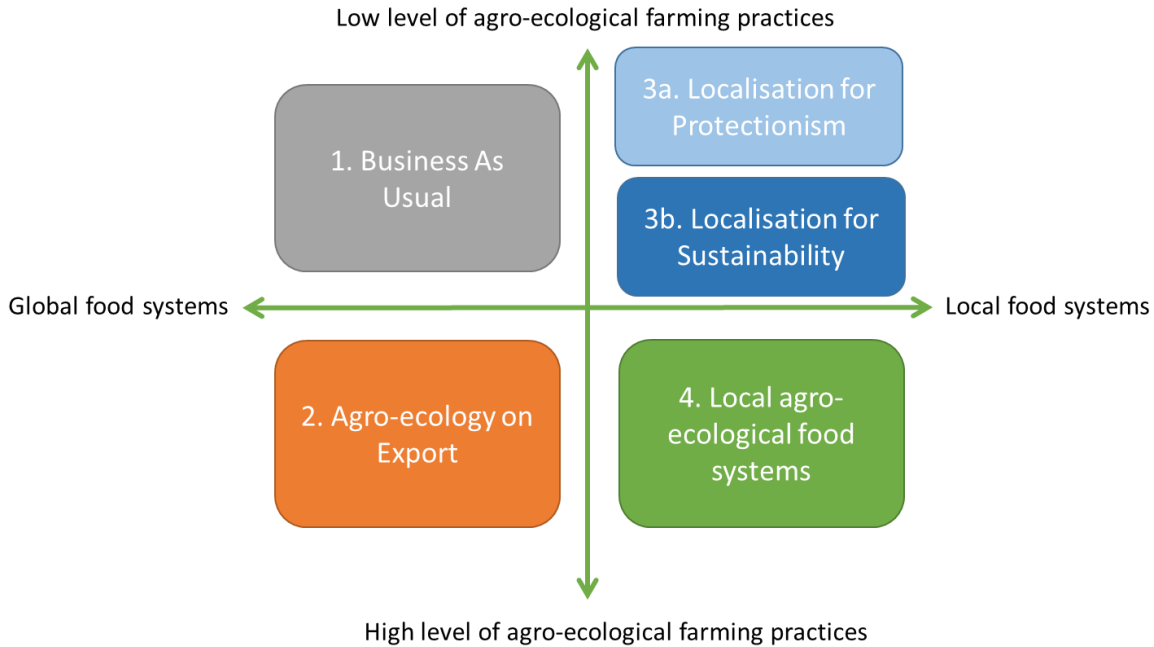 Low level of agro-ecological farming practices
1. Business As
Usual
3a. Localisation for
Protectionism
3b. Localisation for
Sustainability
Global food systems
Local food systems
2. Agro-ecology on
Export
4. Local agro-
ecological food
systems
High level of agro-ecological farming practices